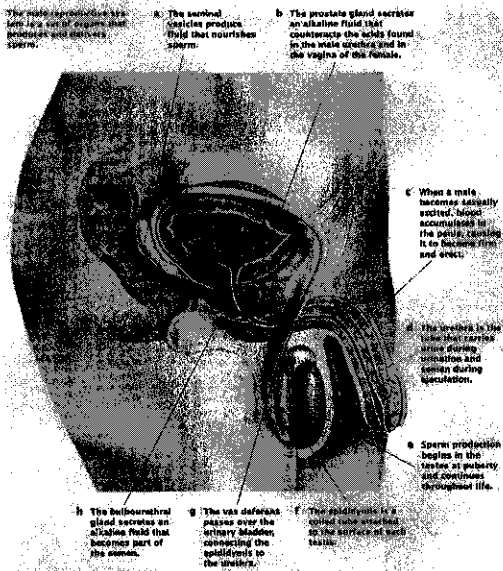 The male reproductive sys-
tem is a set of organs that
produces and delivers
sperm.
a The seminal
vesicles produce
fluid that nourishes
sperm.
b The prostate gland secretes
an alkaline fluid that
counteracts the acids found
in the male urethra and in
the vagina of the female.
c When a male
becomes sexually
excited, blood
accumulates in
the penis, causing
it to become firm
and erect.
d The urethra is the
tube that carries
urine during
urination and
semen during
ejaculation.
e Sperm production
begins in the
testes at puberty
and continues
throughout life.
h The bulbourethral
gland secretes an
alkaline fluid that
becomes part of
the semen.
g The vas deferens
passes over the
urinary bladder,
connecting the
epididymis to
the urethra.
f The epididymis is a
coiled tube attached
to the surface of each
testis.